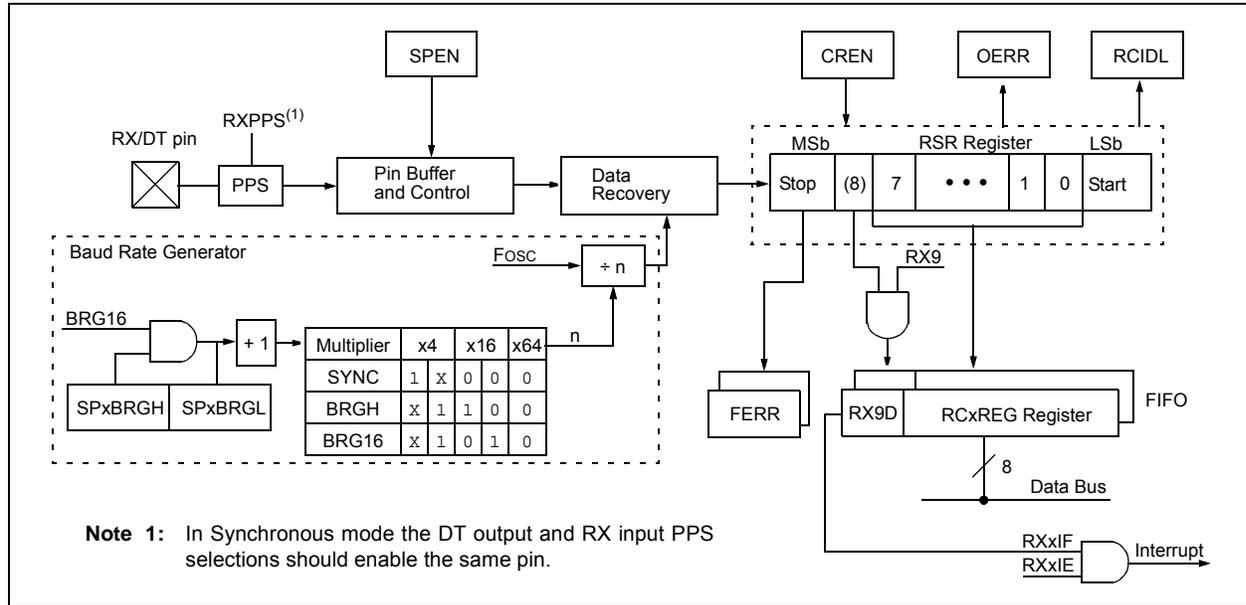 SPEN
CREN
OERR
RCIDL
RXPPS(1)
RX/DT pin
PPS
Pin Buffer
and Control
Data
Recovery
MSb
RSR Register
LSb
Stop
(8)
7
• • •
1
0
Start
Baud Rate Generator
FOSC
÷ n
RX9
BRG16
+ 1
n
SPxBRGH
SPxBRGL
Multiplier x4 x16 x64
SYNC 1 X 0 0 0
BRGH X 1 1 0 0
BRG16 X 1 0 1 0
FERR
RX9D
RCxREG Register
FIFO
8
Data Bus
RXxIF
RXxIE
Interrupt
Note 1: In Synchronous mode the DT output and RX input PPS
selections should enable the same pin.